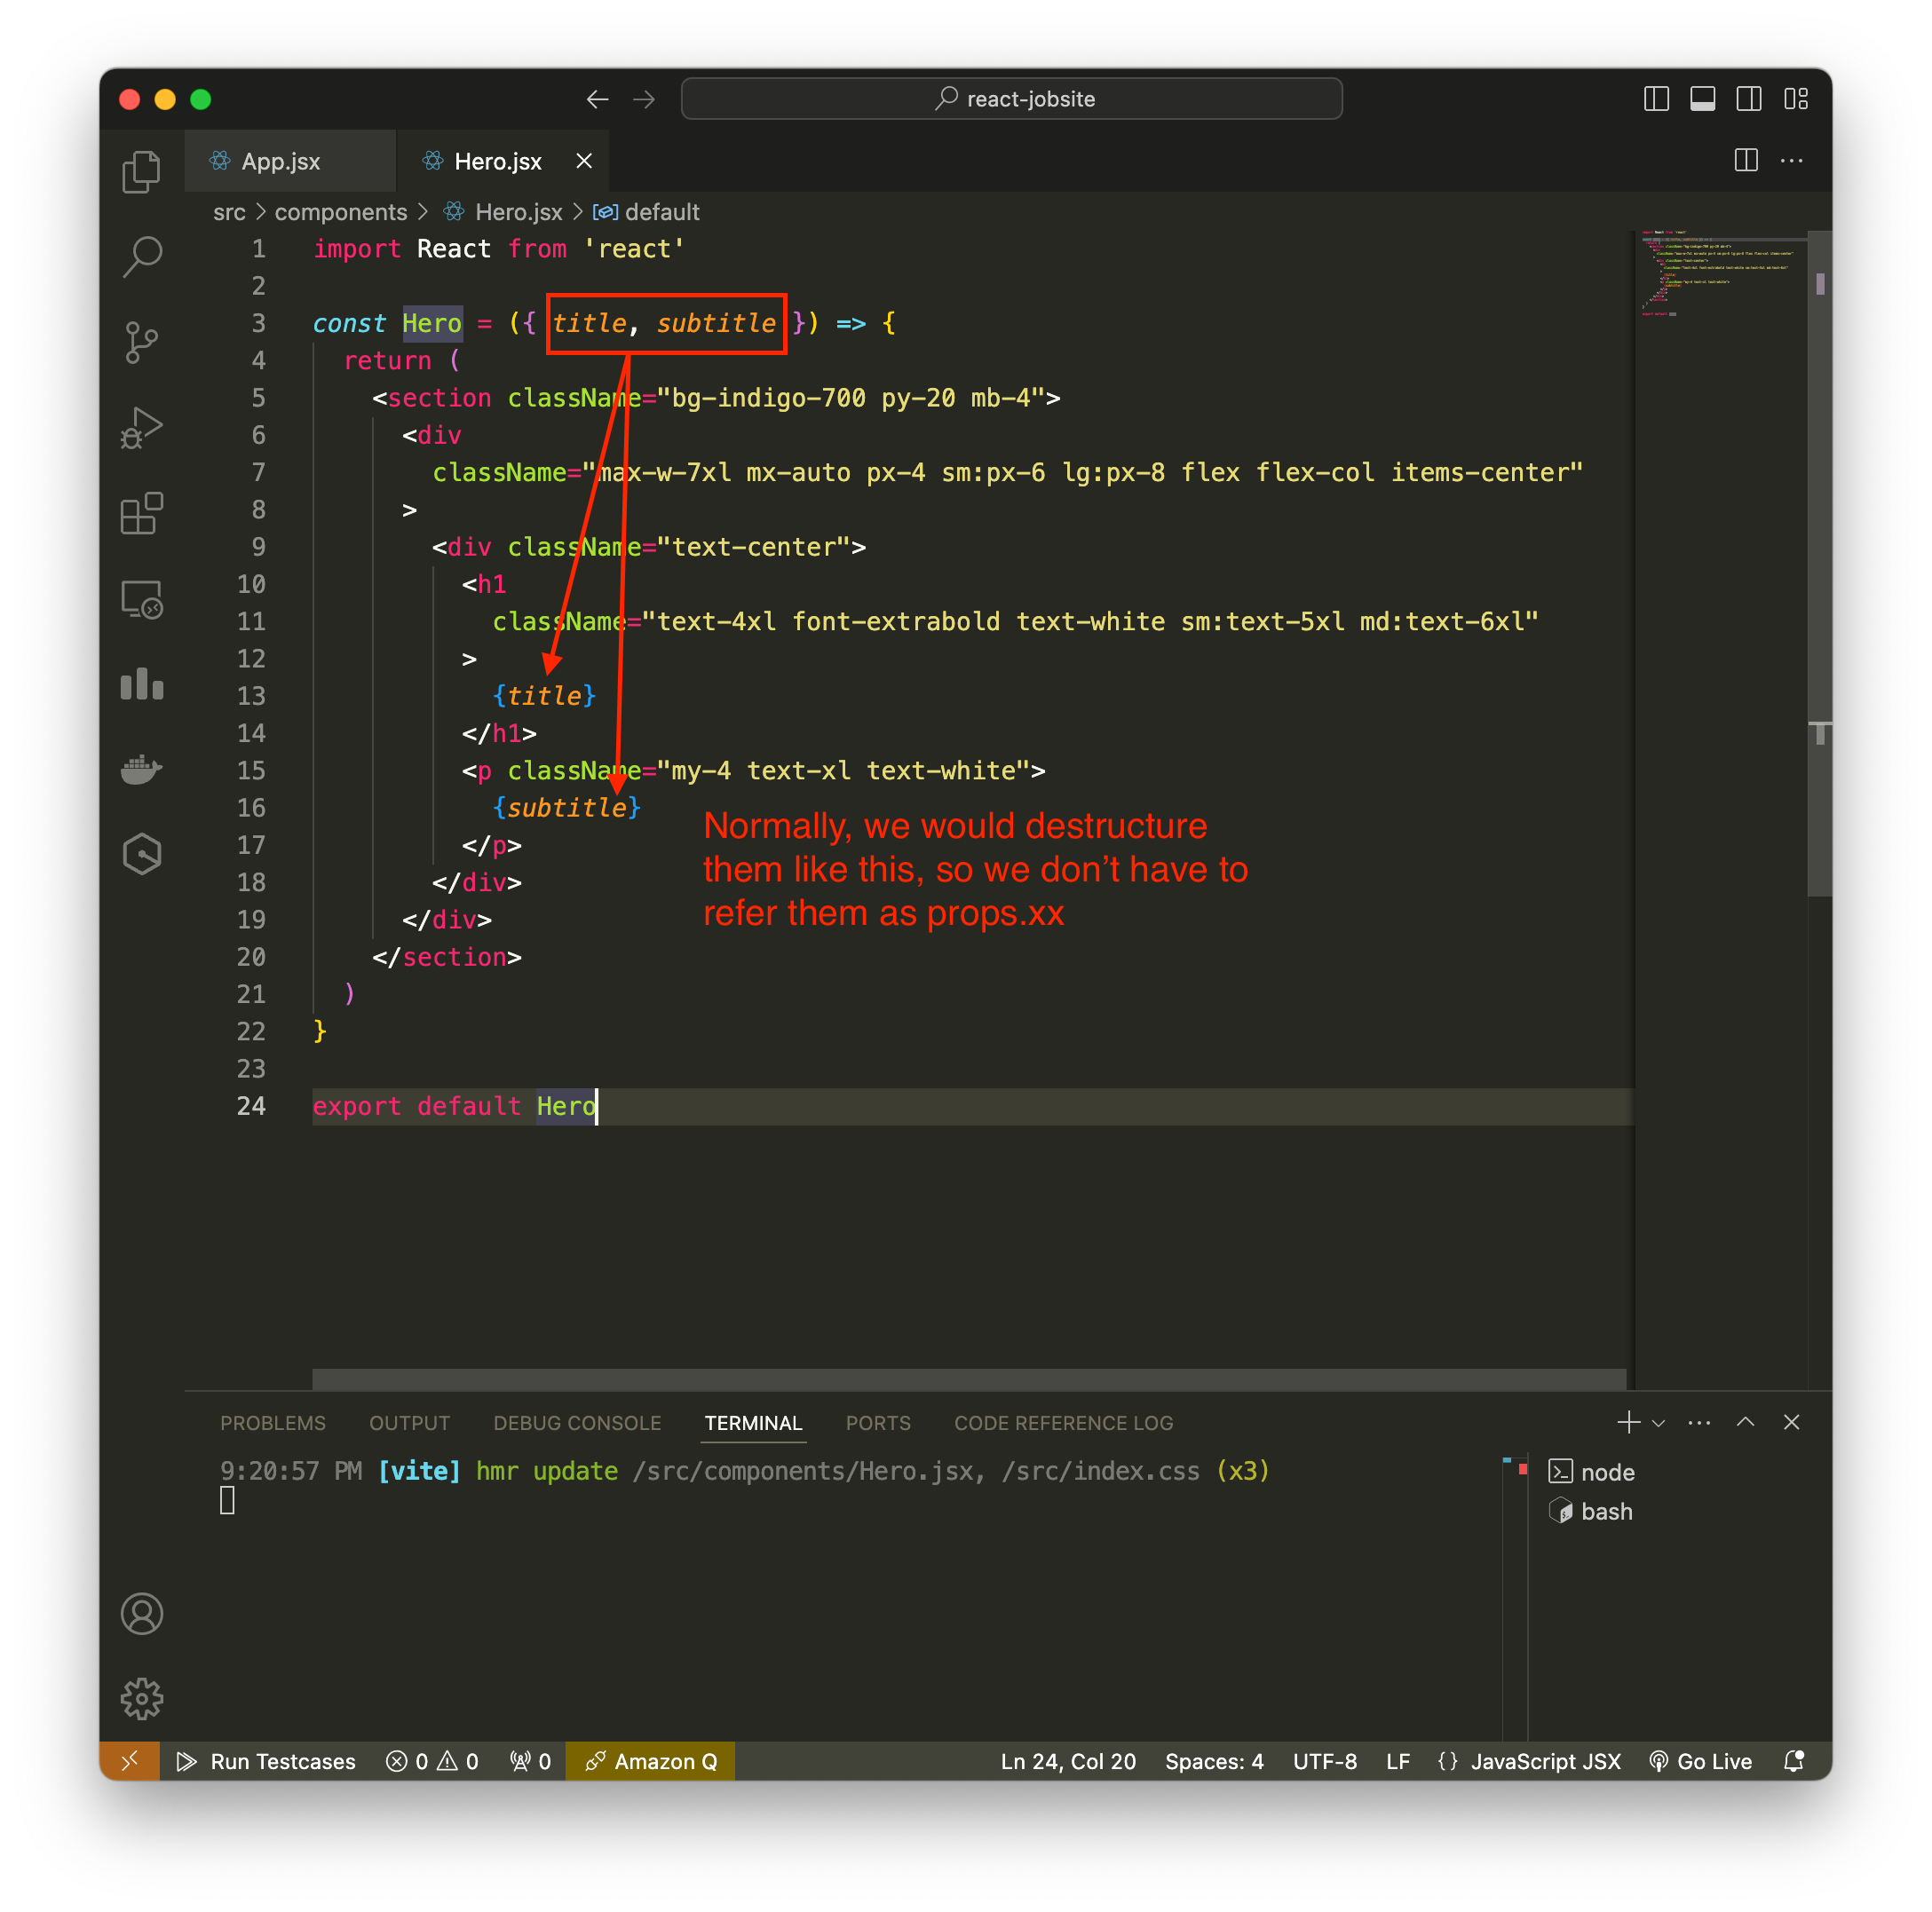 react-jobsite
App.jsx
Hero.jsx
src > components > Hero.jsx > default
1 import React from 'react'
2
3 const Hero = ({ title, subtitle }) => {
4 return (
5 <section className="bg-indigo-700 py-20 mb-4">
6 <div
7 className="max-w-7xl mx-auto px-4 sm:px-6 lg:px-8 flex flex-col items-center"
8 >
9 <div className="text-center">
10 <h1
11 className="text-4xl font-extrabold text-white sm:text-5xl md:text-6xl"
12 >
13 {title}
14 </h1>
15 <p className="my-4 text-xl text-white">
16 {subtitle}
17 </p>
18 </div>
19 </div>
20 </section>
21 )
22 }
23
24 export default Hero
Normally, we would destructure
them like this, so we don’t have to
refer them as props.xx
PROBLEMS OUTPUT DEBUG CONSOLE TERMINAL PORTS CODE REFERENCE LOG
9:20:57 PM [vite] hmr update /src/components/Hero.jsx, /src/index.css (x3)
node
bash
Run Testcases 0 0 0 Amazon Q Ln 24, Col 20 Spaces: 4 UTF-8 LF {} JavaScript JSX Go Live